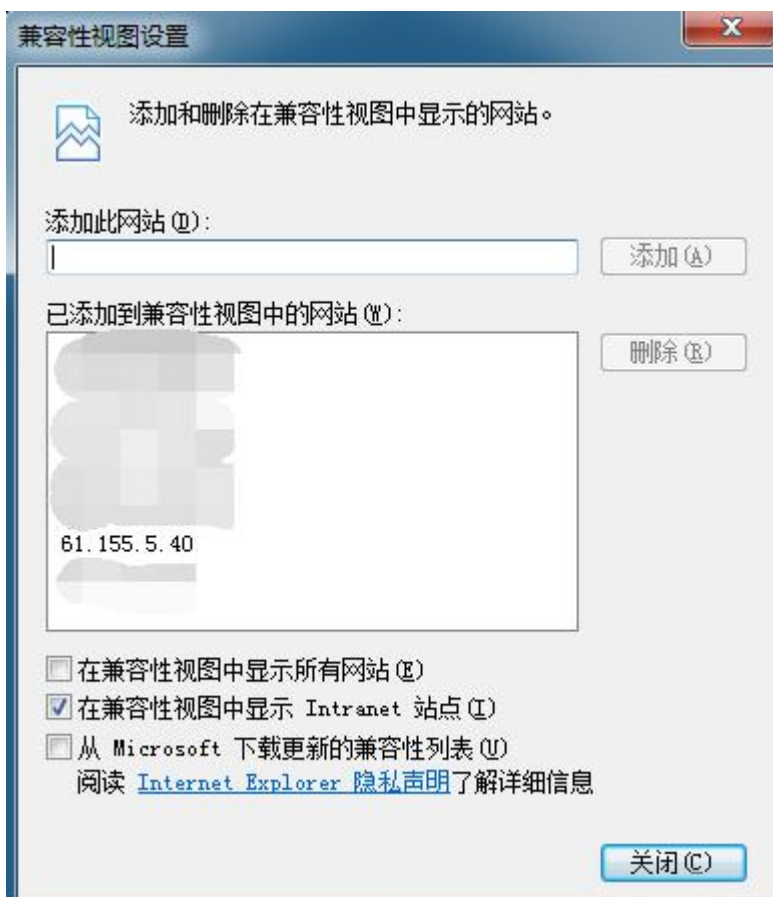 兼容性视图设置
添加和删除在兼容性视图中显示的网站。
添加此网站(D):
添加(A)
已添加到兼容性视图中的网站(W):
删除(R)
61.155.5.40
在兼容性视图中显示所有网站(E)
在兼容性视图中显示 Intranet 站点(I)
从 Microsoft 下载更新的兼容性列表(U)
阅读 Internet Explorer 隐私声明了解详细信息
关闭(C)